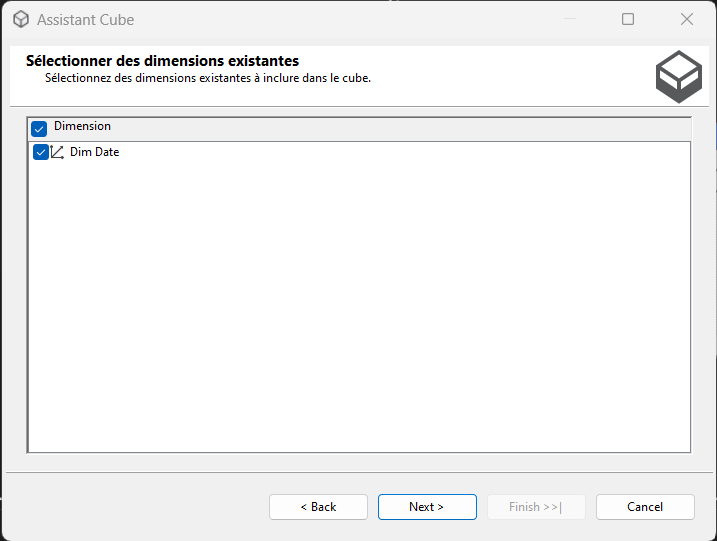 Assistant Cube
Sélectionner des dimensions existantes
Sélectionnez des dimensions existantes à inclure dans le cube.
Dimension
Dim Date
< Back
Next >
Finish >>|
Cancel